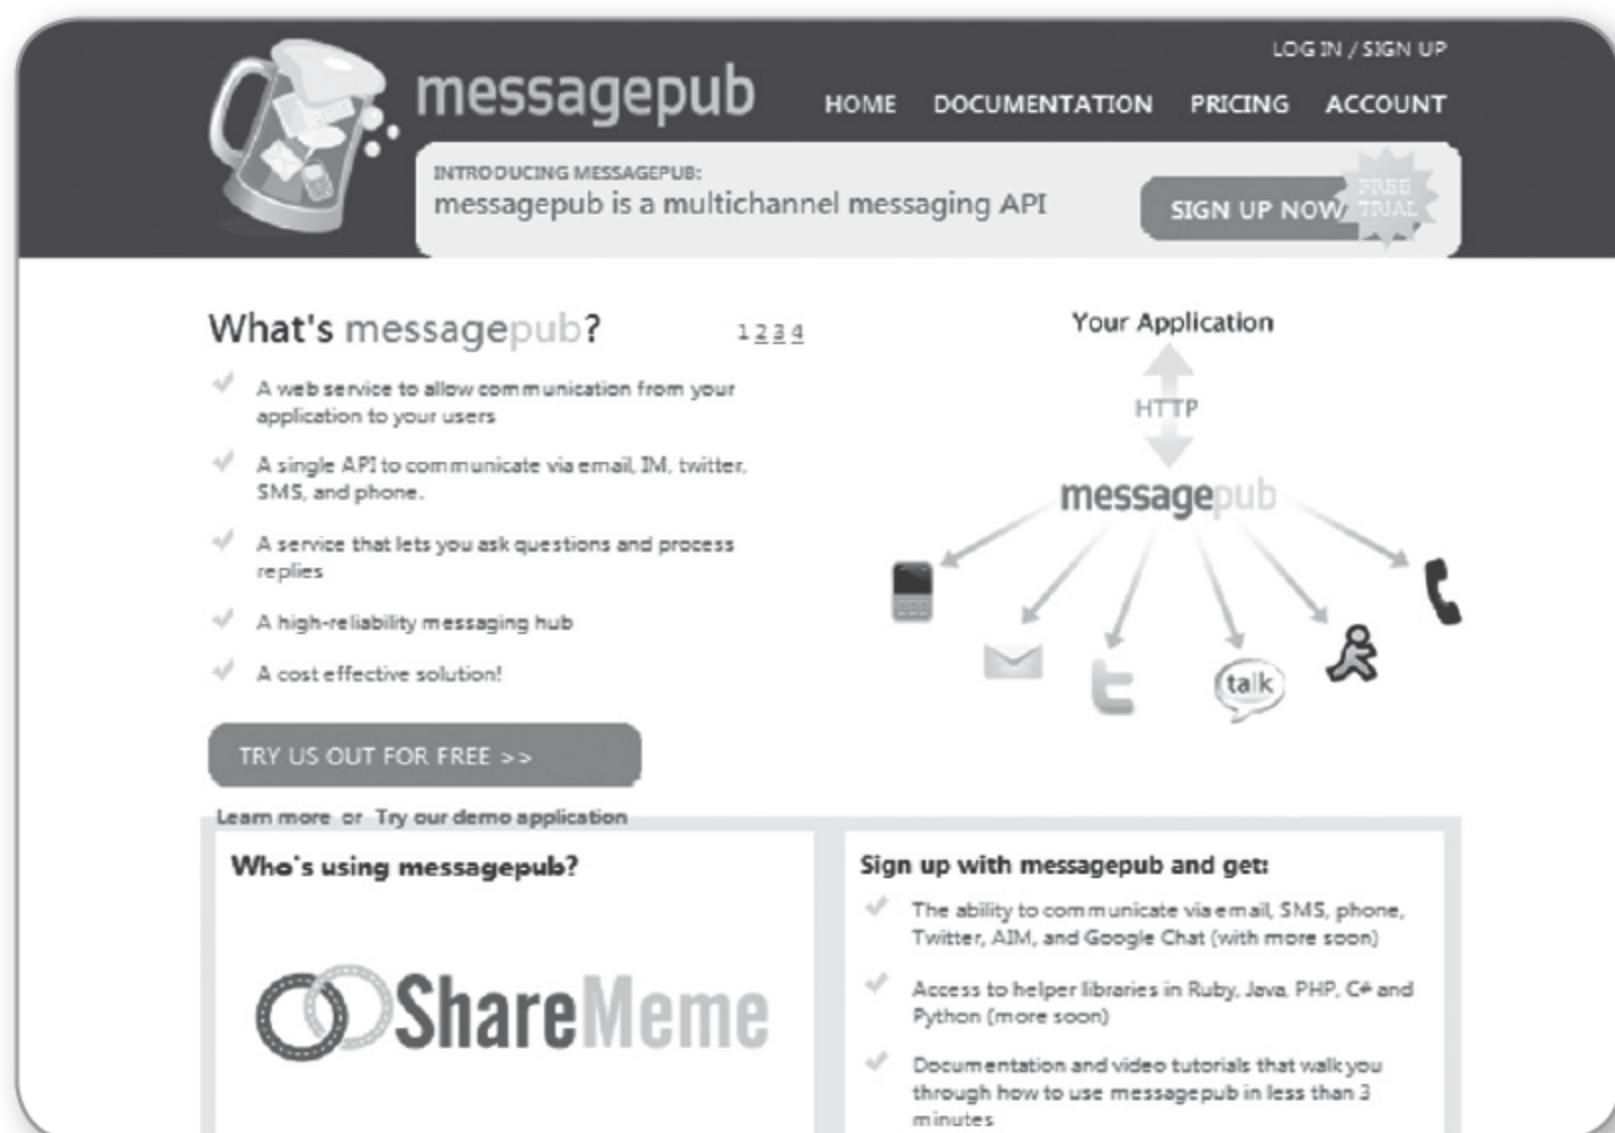 LOG IN / SIGN UP
messagepub
HOME DOCUMENTATION PRICING ACCOUNT
INTRODUCING MESSAGEPUB:
messagepub is a multichannel messaging API
SIGN UP NOW
FREE
TRIAL
What's messagepub?
1 2 3 4
A web service to allow communication from your
application to your users
A single API to communicate via email, IM, twitter,
SMS, and phone.
A service that lets you ask questions and process
replies
A high-reliability messaging hub
A cost effective solution!
TRY US OUT FOR FREE >>
Learn more or Try our demo application
Your Application
HTTP
messagepub
t
talk
Who's using messagepub?
ShareMeme
Sign up with messagepub and get:
The ability to communicate via email, SMS, phone,
Twitter, AIM, and Google Chat (with more soon)
Access to helper libraries in Ruby, Java, PHP, C# and
Python (more soon)
Documentation and video tutorials that walk you
through how to use messagepub in less than 3
minutes